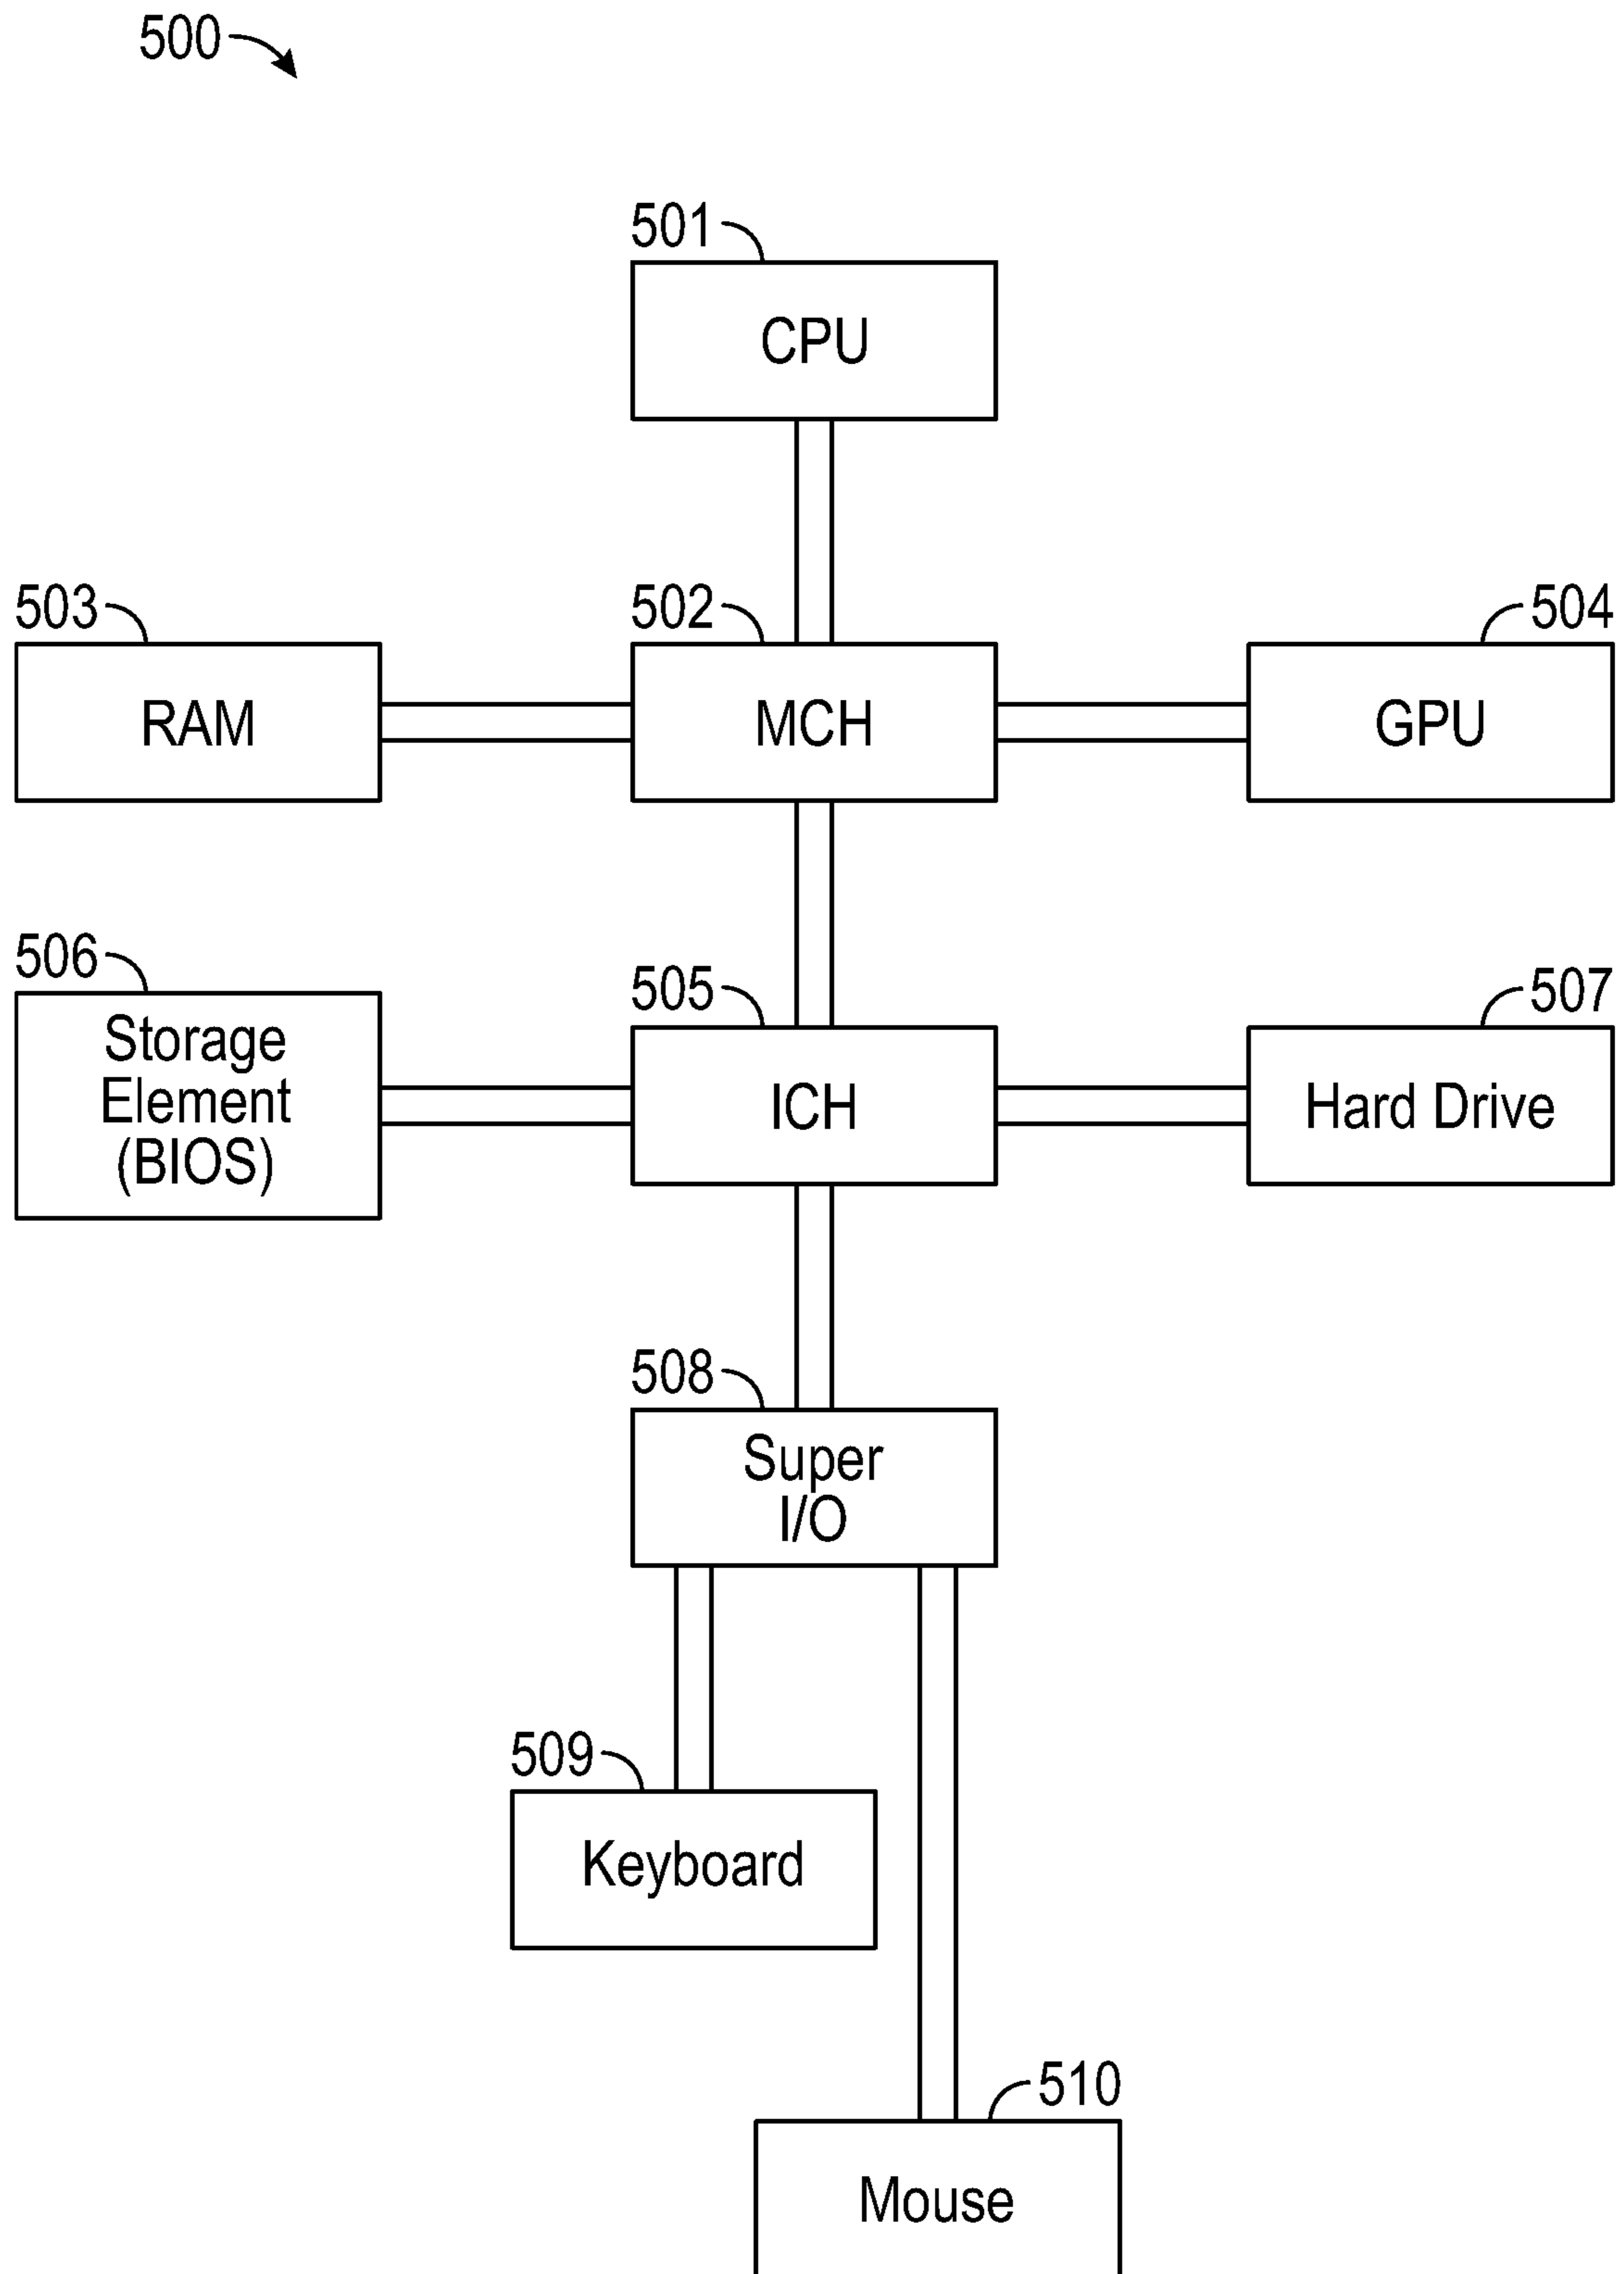 500
501
CPU
503
502
504
RAM
MCH
GPU
506
505
507
Storage
Element
(BIOS)
ICH
Hard Drive
508
Super
I/O
509
Keyboard
510
Mouse